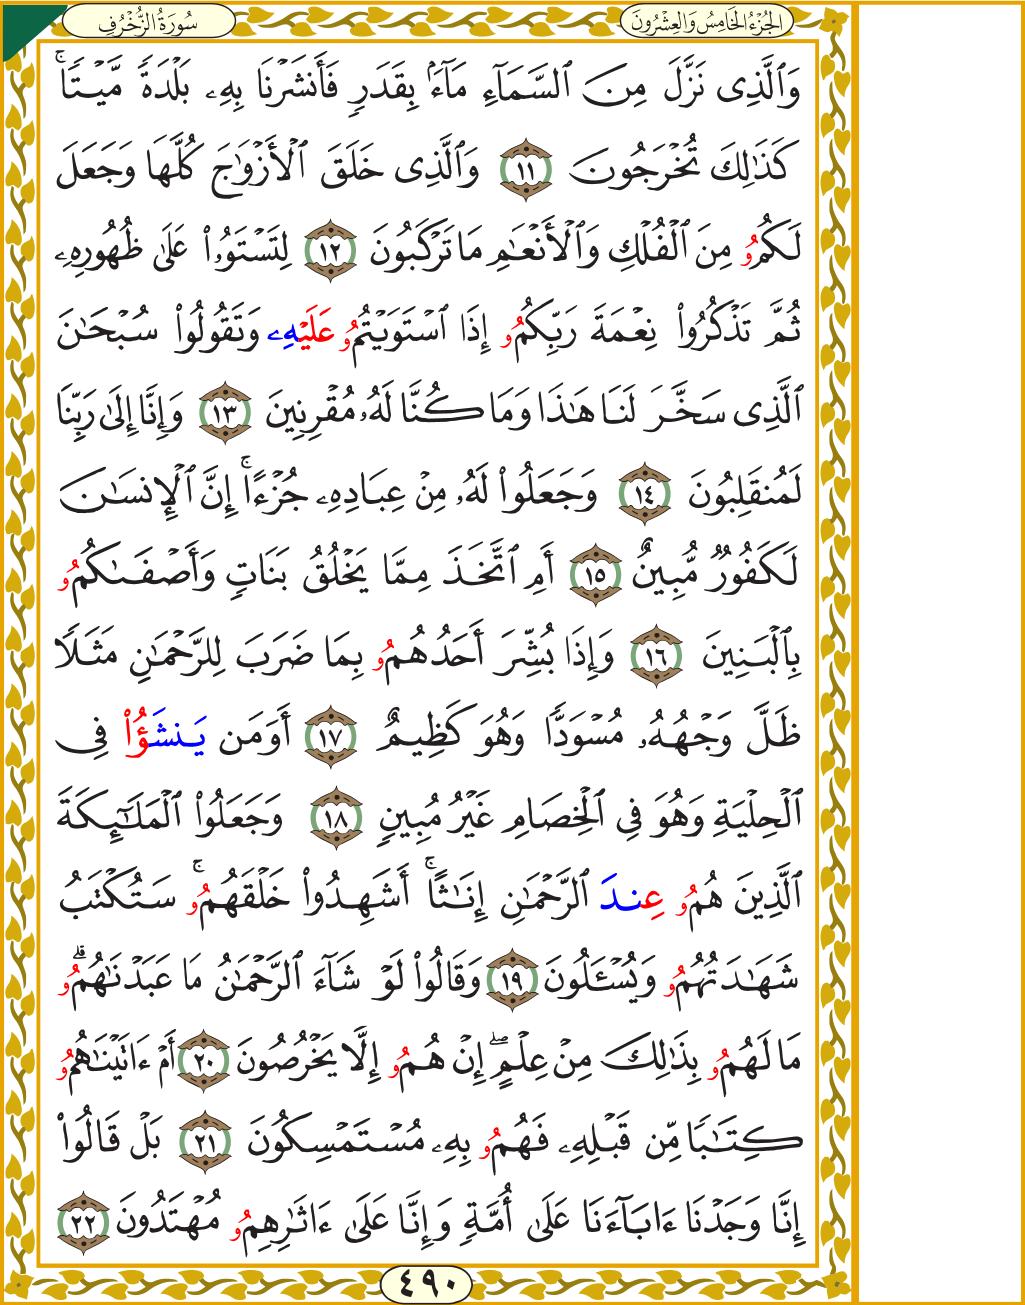 سُورَةُ الزُّخْرُفِ
الجُزْءُ الخَامِسُ وَالعِشْرُونَ
وَٱلَّذِى نَزَّلَ مِنَ ٱلسَّمَآءِ مَآءَۢ بِقَدَرٍ فَأَنشَرْنَا بِهِۦ بَلْدَةً مَّيْتًاۚ
كَذَٰلِكَ تُخْرَجُونَ ١١ وَٱلَّذِى خَلَقَ ٱلْأَزْوَٰجَ كُلَّهَا وَجَعَلَ
لَكُمُۥ مِنَ ٱلْفُلْكِ وَٱلْأَنْعَٰمِ مَا تَرْكَبُونَ ١٢ لِتَسْتَوُۥا۟ عَلَىٰ ظُهُورِهِۦ
ثُمَّ تَذْكُرُوا۟ نِعْمَةَ رَبِّكُمُۥ إِذَا ٱسْتَوَيْتُمُۥ عَلَيْهِۦ وَتَقُولُوا۟ سُبْحَٰنَ
ٱلَّذِى سَخَّرَ لَنَا هَٰذَا وَمَا كُنَّا لَهُۥ مُقْرِنِينَ ١٣ وَإِنَّا إِلَىٰ رَبِّنَا
لَمُنقَلِبُونَ ١٤ وَجَعَلُوا۟ لَهُۥ مِنْ عِبَادِهِۦ جُزْءًاۚ إِنَّ ٱلْإِنسَٰنَ
لَكَفُورٌ مُّبِينٌ ١٥ أَمِ ٱتَّخَذَ مِمَّا يَخْلُقُ بَنَاتٍ وَأَصْفَىٰكُمُۥ
بِٱلْبَنِينَ ١٦ وَإِذَا بُشِّرَ أَحَدُهُمُۥ بِمَا ضَرَبَ لِلرَّحْمَٰنِ مَثَلًا
ظَلَّ وَجْهُهُۥ مُسْوَدًّا وَهُوَ كَظِيمٌ ١٧ أَوَمَن يَنشَؤُا۟ فِى
ٱلْحِلْيَةِ وَهُوَ فِى ٱلْخِصَامِ غَيْرُ مُبِينٍ ١٨ وَجَعَلُوا۟ ٱلْمَلَٰٓئِكَةَ
ٱلَّذِينَ هُمُۥ عِندَ ٱلرَّحْمَٰنِ إِنَٰثًاۚ أَشَهِدُوا۟ خَلْقَهُمُۥۚ سَتُكْتَبُ
شَهَٰدَتُهُمُۥ وَيُسْـَٔلُونَ ١٩ وَقَالُوا۟ لَوْ شَآءَ ٱلرَّحْمَٰنُ مَا عَبَدْنَٰهُمُۥۗ
مَا لَهُمُۥ بِذَٰلِكَ مِنْ عِلْمٍۖ إِنْ هُمُۥ إِلَّا يَخْرُصُونَ ٢٠ أَمْ ءَاتَيْنَٰهُمُۥ
كِتَٰبًا مِّن قَبْلِهِۦ فَهُمُۥ بِهِۦ مُسْتَمْسِكُونَ ٢١ بَلْ قَالُوا۟
إِنَّا وَجَدْنَا ءَابَآءَنَا عَلَىٰ أُمَّةٍ وَإِنَّا عَلَىٰ ءَاثَٰرِهِمُۥ مُهْتَدُونَ ٢٢
٤٩٠